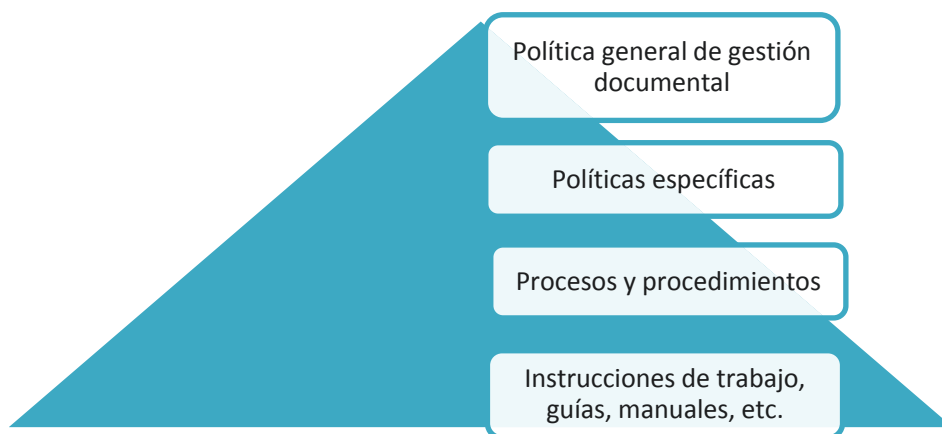 Política general de gestión
documental
Políticas específicas
Procesos y procedimientos
Instrucciones de trabajo,
guías, manuales, etc.